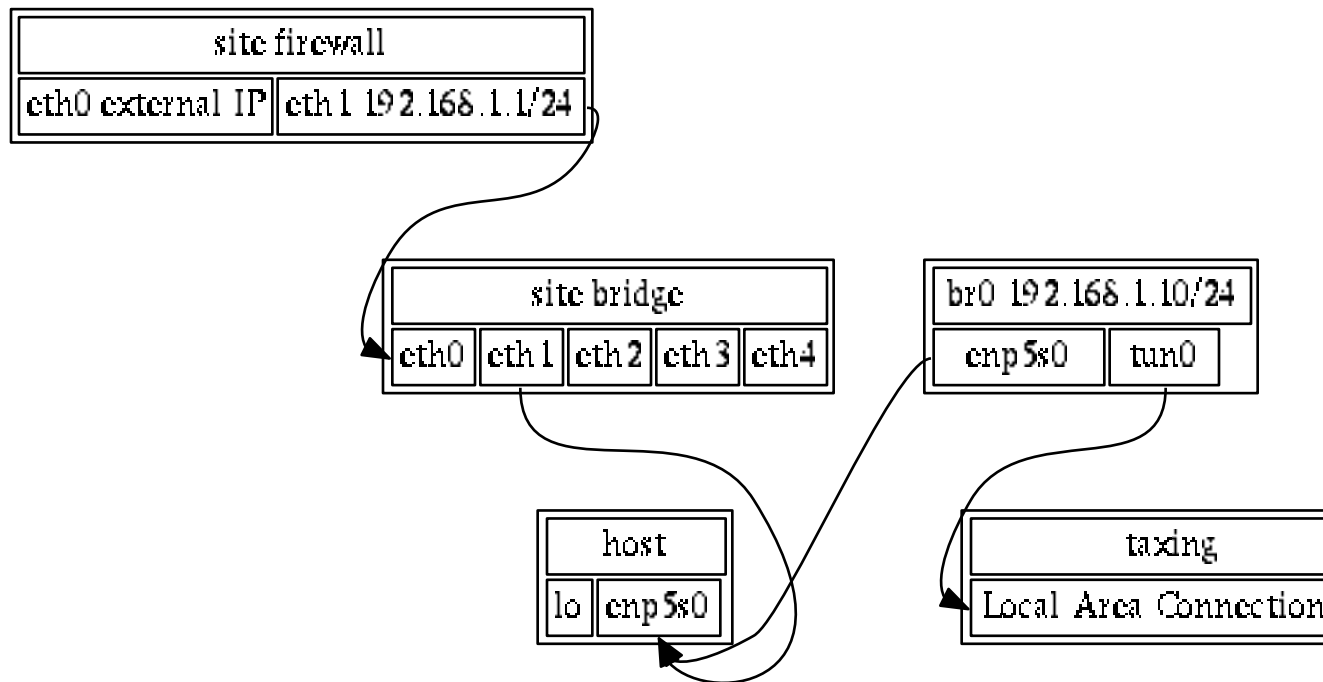 site firewall
eth0 external IP eth1 192.168.1.1/24
site bridge
eth0 eth1 eth2 eth3 eth4
br0 192.168.1.10/24
enp5s0 tun0
host
lo enp5s0
taxing
Local Area Connection